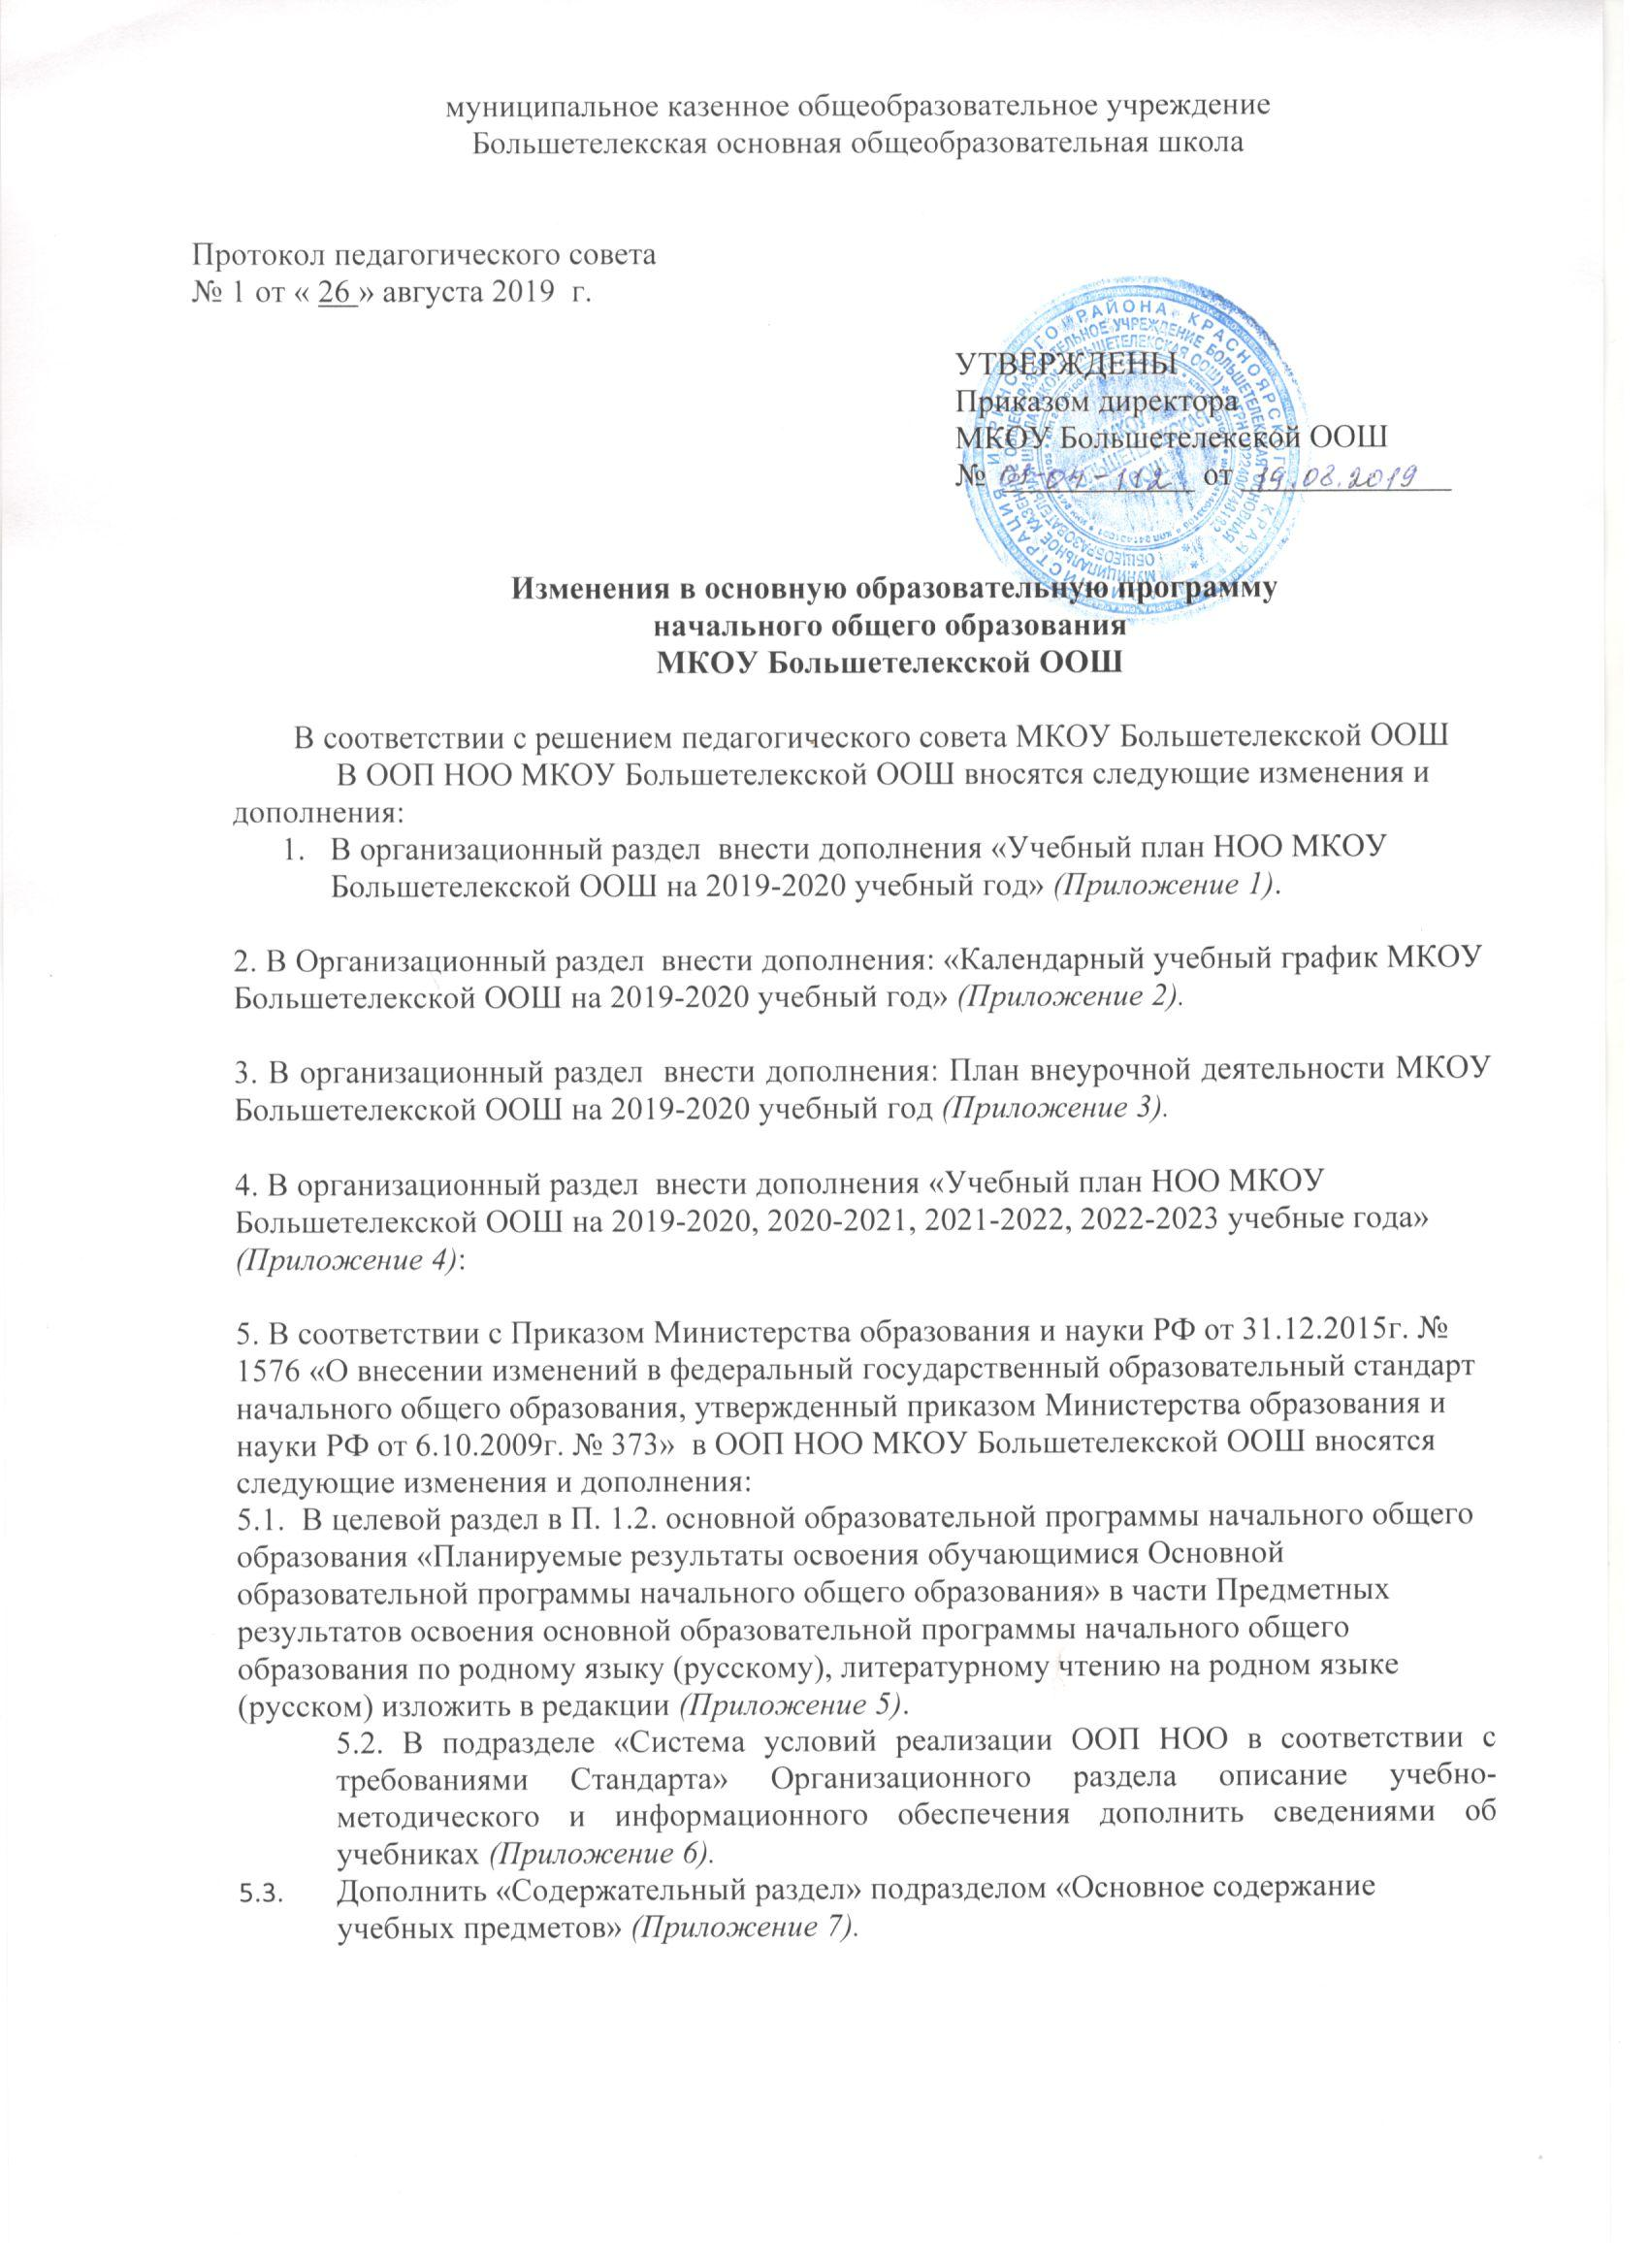 муниципальное казенное общеобразовательное учреждение
Большетелекская основная общеобразовательная школа
Протокол педагогического совета
№ 1 от « 26 » августа 2019 г.
УТВЕРЖДЕНЫ
Приказом директора
МКОУ Большетелекской ООШ
№ 01-04-112 от 19.08.2019
Изменения в основную образовательную программу
начального общего образования
МКОУ Большетелекской ООШ
В соответствии с решением педагогического совета МКОУ Большетелекской ООШ
В ООП НОО МКОУ Большетелекской ООШ вносятся следующие изменения и
дополнения:
1. В организационный раздел внести дополнения «Учебный план НОО МКОУ
Большетелекской ООШ на 2019-2020 учебный год» (Приложение 1).
2. В Организационный раздел внести дополнения: «Календарный учебный график МКОУ
Большетелекской ООШ на 2019-2020 учебный год» (Приложение 2).
3. В организационный раздел внести дополнения: План внеурочной деятельности МКОУ
Большетелекской ООШ на 2019-2020 учебный год (Приложение 3).
4. В организационный раздел внести дополнения «Учебный план НОО МКОУ
Большетелекской ООШ на 2019-2020, 2020-2021, 2021-2022, 2022-2023 учебные года»
(Приложение 4):
5. В соответствии с Приказом Министерства образования и науки РФ от 31.12.2015г. №
1576 «О внесении изменений в федеральный государственный образовательный стандарт
начального общего образования, утвержденный приказом Министерства образования и
науки РФ от 6.10.2009г. № 373» в ООП НОО МКОУ Большетелекской ООШ вносятся
следующие изменения и дополнения:
5.1. В целевой раздел в П. 1.2. основной образовательной программы начального общего
образования «Планируемые результаты освоения обучающимися Основной
образовательной программы начального общего образования» в части Предметных
результатов освоения основной образовательной программы начального общего
образования по родному языку (русскому), литературному чтению на родном языке
(русском) изложить в редакции (Приложение 5).
5.2. В подразделе «Система условий реализации ООП НОО в соответствии с
требованиями Стандарта» Организационного раздела описание учебно-
методического и информационного обеспечения дополнить сведениями об
учебниках (Приложение 6).
5.3. Дополнить «Содержательный раздел» подразделом «Основное содержание
учебных предметов» (Приложение 7).